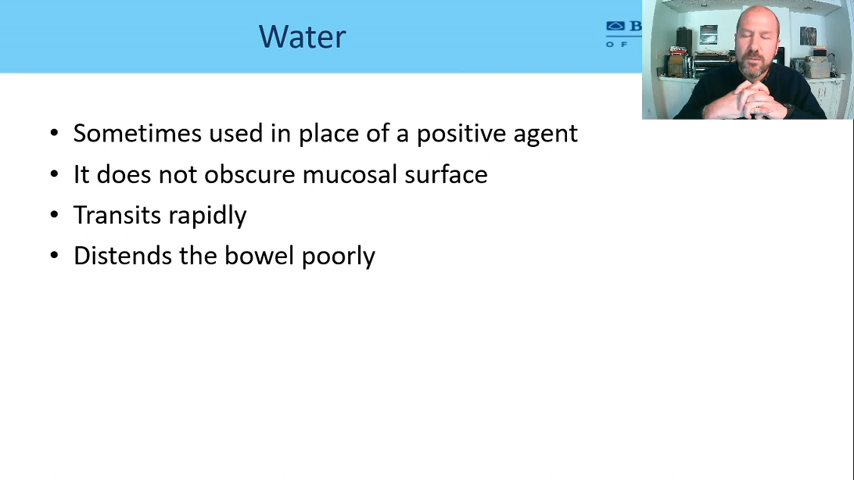 Water
B
O F
• Sometimes used in place of a positive agent
• It does not obscure mucosal surface
• Transits rapidly
• Distends the bowel poorly